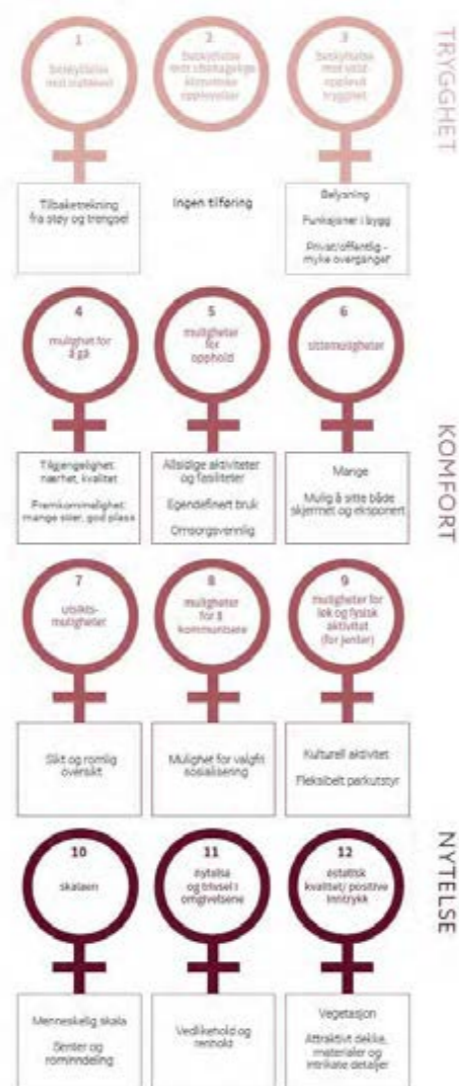 TRYGGHET
1
beskyttelse
mot trafikken
2
beskyttelse
mot ubehagelige
klimatiske
opplevelser
3
beskyttelse
mot vold-
opplevd
trygghet
Tilbaketrekning
fra støy og trengsel
Ingen tilføring
Belysning
Funksjoner i bygg
Privat/offentlig -
myke overganger
KOMFORT
4
mulighet for
å gå
5
muligheter
for
opphold
6
sittemuligheter
Tilgjengelighet:
nærhet, kvalitet
Fremkommelighet:
mange stier, god plass
Allsidige aktiviteter
og fasiliteter
Egendefinert bruk
Omsorgsvennlig
Mange
Mulig å sitte både
skjermet og eksponert
7
utsikts-
muligheter
8
muligheter
for å
kommunisere
9
muligheter for
lek og fysisk
aktivitet
(for jenter)
Sikt og romlig
oversikt
Mulighet for valgfri
sosialisering
Kulturell aktivitet
Fleksibelt parkutstyr
NYTELSE
10
skalaen
11
nytelse
og trivsel i
omgivelsene
12
estetisk
kvalitet/ positive
inntrykk
Menneskelig skala
Senter og
rominndeling
Vedlikehold og
renhold
Vegetasjon
Attraktivt dekke,
materialer og
intrikate detaljer